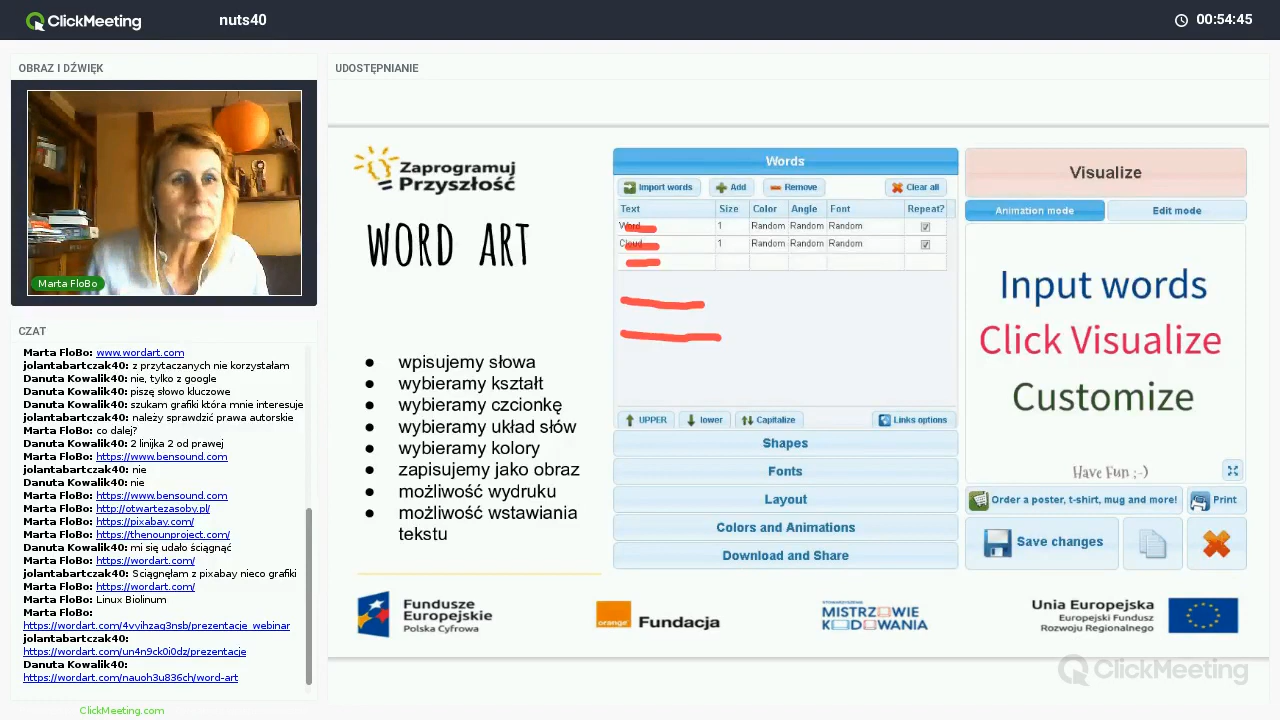 ClickMeeting
nuts40
00:54:45
OBRAZ I DŹWIĘK
Marta FloBo
CZAT
Marta FloBo: www.wordart.com
jolantabartczak40: z przytaczanych nie korzystałam
Danuta Kowalik40: nie, tylko z google
Danuta Kowalik40: piszę słowo kluczowe
Danuta Kowalik40: szukam grafiki która mnie interesuje
jolantabartczak40: należy sprawdzić prawa autorskie
Marta FloBo: co dalej?
Danuta Kowalik40: 2 linijka 2 od prawej
Marta FloBo: https://www.bensound.com
jolantabartczak40: nie
Danuta Kowalik40: nie
Marta FloBo: https://www.bensound.com
Marta FloBo: http://otwartezasoby.pl/
Marta FloBo: https://pixabay.com/
Marta FloBo: https://thenounproject.com/
Danuta Kowalik40: mi się udało ściągnąć
Marta FloBo: https://wordart.com/
jolantabartczak40: Sciągnęłam z pixabay nieco grafiki
Marta FloBo: https://wordart.com/
Marta FloBo: Linux Biolinum
Marta FloBo:
https://wordart.com/4vyihzaq3nsb/prezentacje_webinar
jolantabartczak40:
https://wordart.com/un4n9ck0i0dz/prezentacje
Danuta Kowalik40:
https://wordart.com/nauoh3u836ch/word-art
ClickMeeting.com
UDOSTĘPNIANIE
Zaprogramuj
Przyszłość
WORD ART
• wpisujemy słowa
• wybieramy kształt
• wybieramy czcionkę
• wybieramy układ słów
• wybieramy kolory
• zapisujemy jako obraz
• możliwość wydruku
• możliwość wstawiania
tekstu
Words
Import words Add Remove Clear all
Text Size Color Angle Font Repeat?
Word 1 Random Random Random
Cloud 1 Random Random Random
UPPER lower Capitalize Links options
Shapes
Fonts
Layout
Colors and Animations
Download and Share
Visualize
Animation mode Edit mode
Input words
Click Visualize
Customize
Have Fun ;-)
Order a poster, t-shirt, mug and more! Print
Save changes
Fundusze
Europejskie
Polska Cyfrowa
orange
Fundacja
STOWARZYSZENIE
MISTRZOWIE
KODOWANIA
Unia Europejska
Europejski Fundusz
Rozwoju Regionalnego
ClickMeeting